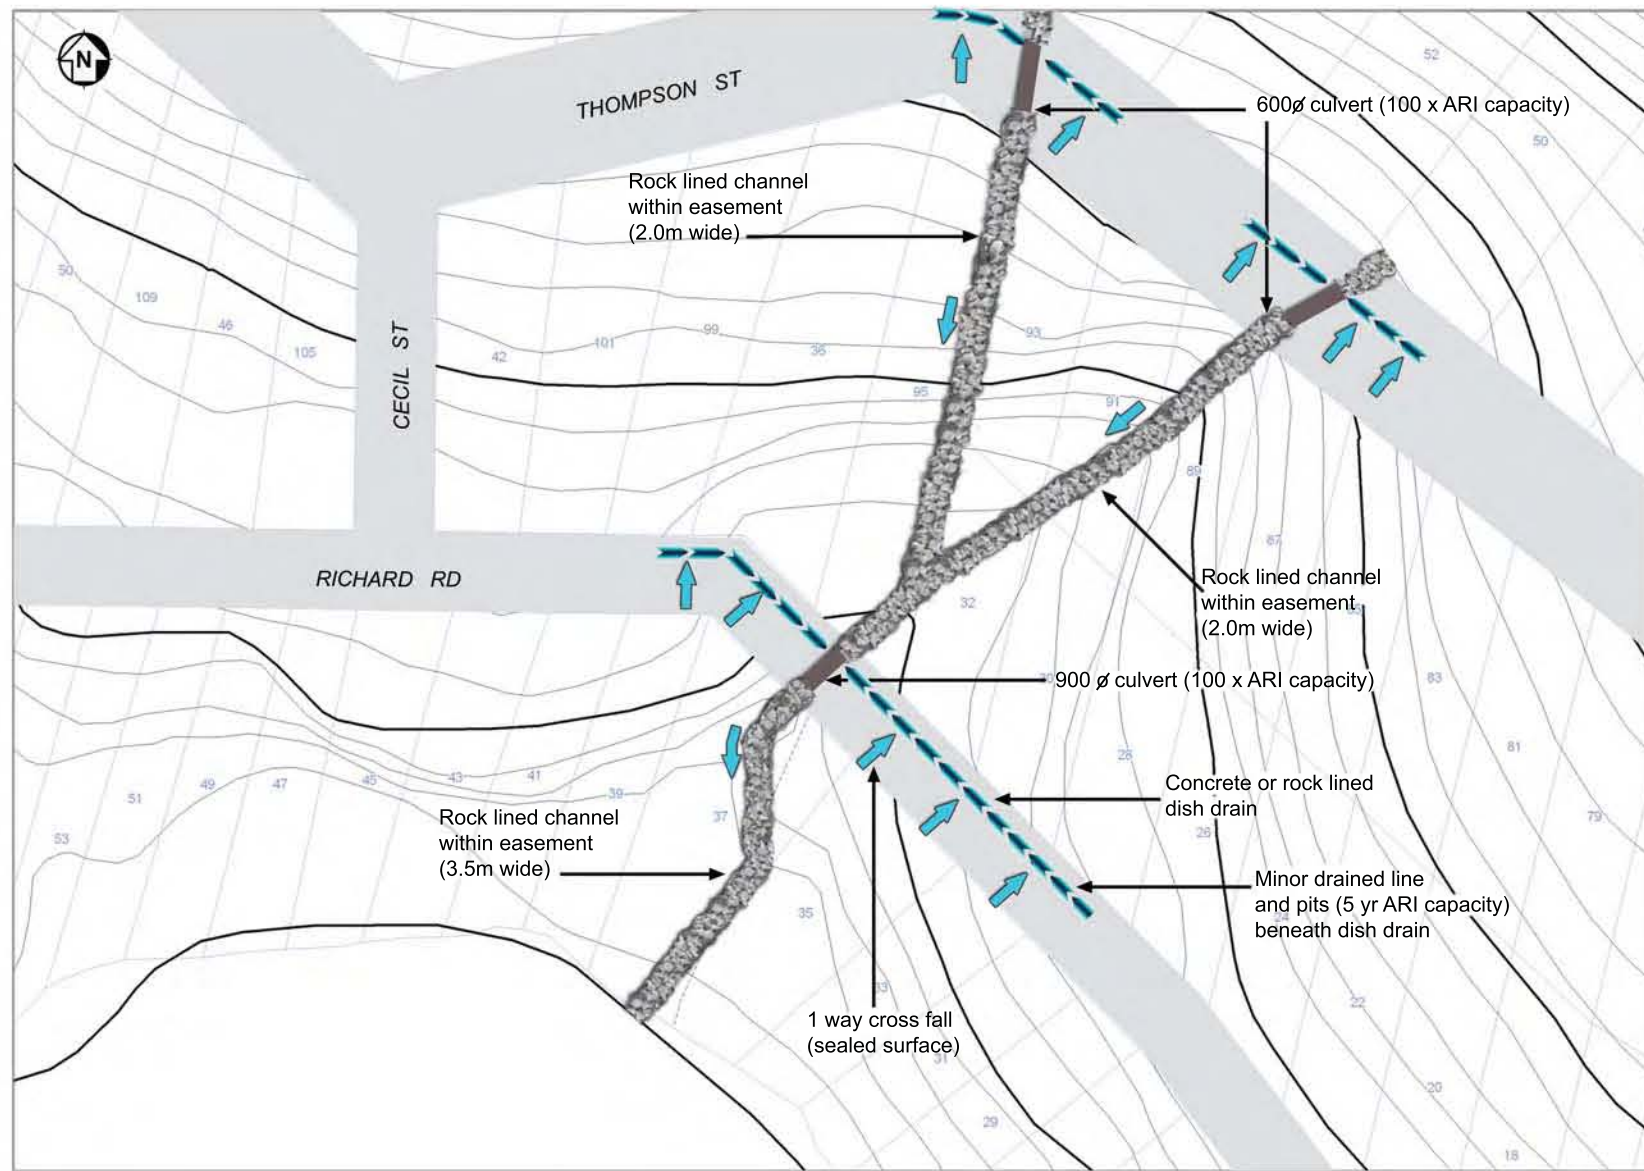 N
THOMPSON ST
52
600ø culvert (100 x ARI capacity)
50
Rock lined channel
within easement
(2.0m wide)
50
109
46
105
CECIL ST
42
101
99
36
93
95
91
89
87
RICHARD RD
32
Rock lined channel
within easement
(2.0m wide)
900 ø culvert (100 x ARI capacity)
83
81
28
51
49
47
45
43
41
39
37
53
Rock lined channel
within easement
(3.5m wide)
Concrete or rock lined
dish drain
26
79
Minor drained line
and pits (5 yr ARI capacity)
beneath dish drain
24
35
33
22
1 way cross fall
(sealed surface)
31
20
29
18